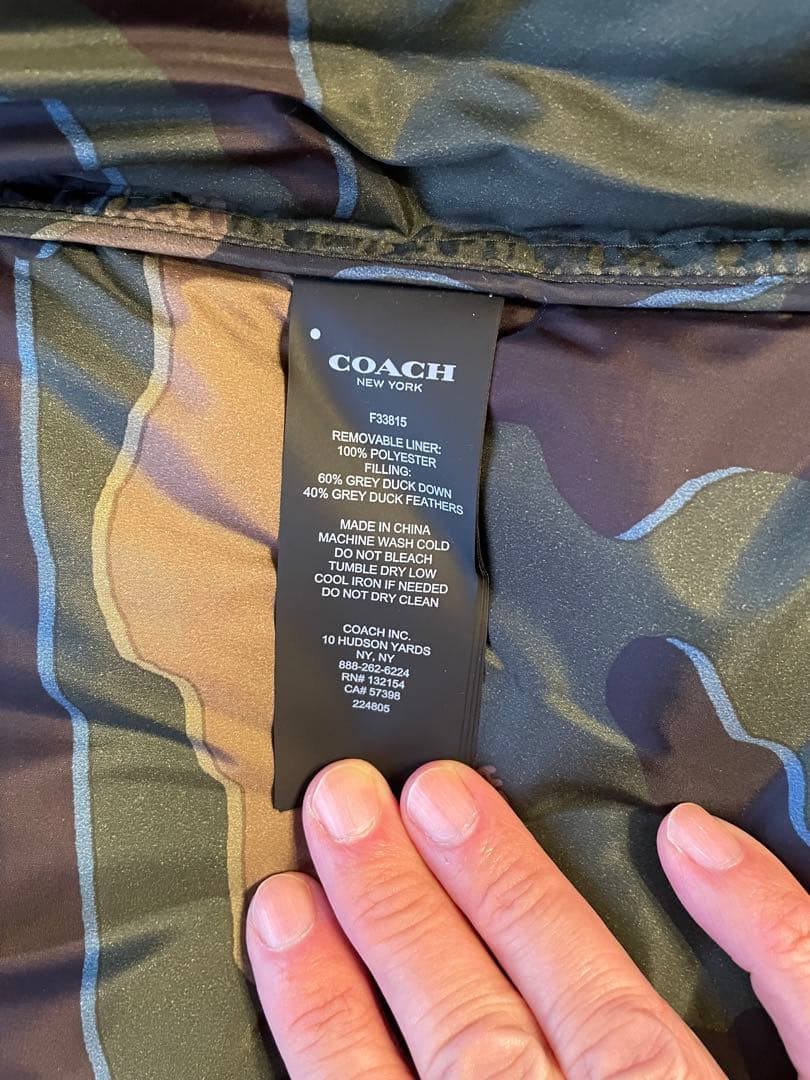 COACH
NEW YORK
F33815
REMOVABLE LINER:
100% POLYESTER
FILLING:
60% GREY DUCK DOWN
40% GREY DUCK FEATHERS
MADE IN CHINA
MACHINE WASH COLD
DO NOT BLEACH
TUMBLE DRY LOW
COOL IRON IF NEEDED
DO NOT DRY CLEAN
COACH INC.
10 HUDSON YARDS
NY, NY
888-262-6224
RN# 132154
CA# 57398
224805